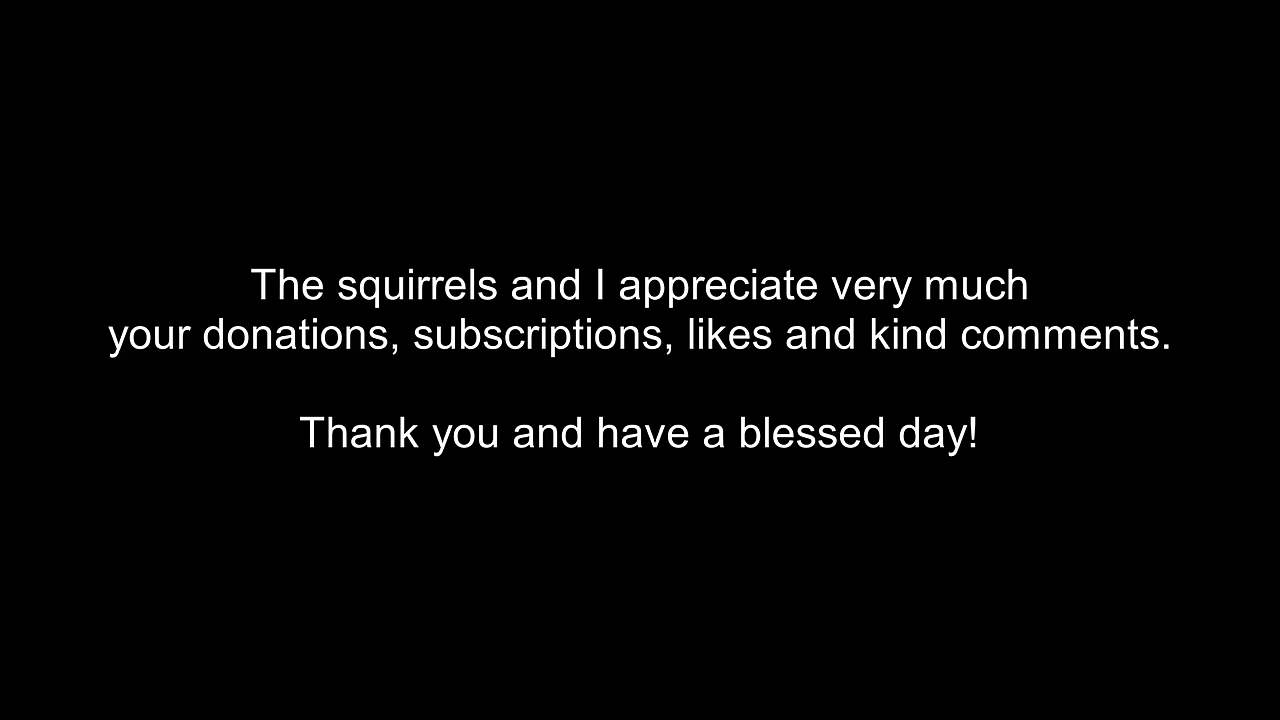 The squirrels and I appreciate very much
your donations, subscriptions, likes and kind comments.
Thank you and have a blessed day!